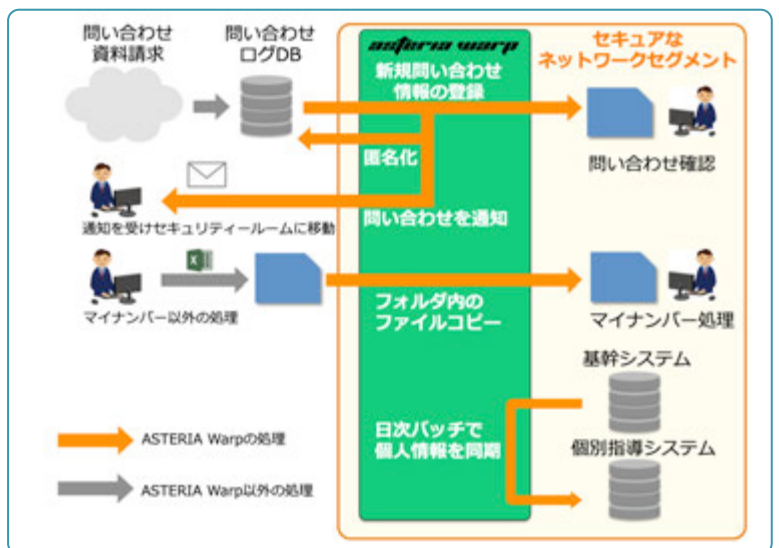 問い合わせ
資料請求
問い合わせ
ログDB
asteria warp
セキュアな
ネットワークセグメント
新規問い合わせ
情報の登録
匿名化
問い合わせ確認
問い合わせを通知
通知を受けセキュリティールームに移動
マイナンバー以外の処理
フォルダ内の
ファイルコピー
マイナンバー処理
基幹システム
日次バッチで
個人情報を同期
個別指導システム
ASTERIA Warpの処理
ASTERIA Warp以外の処理